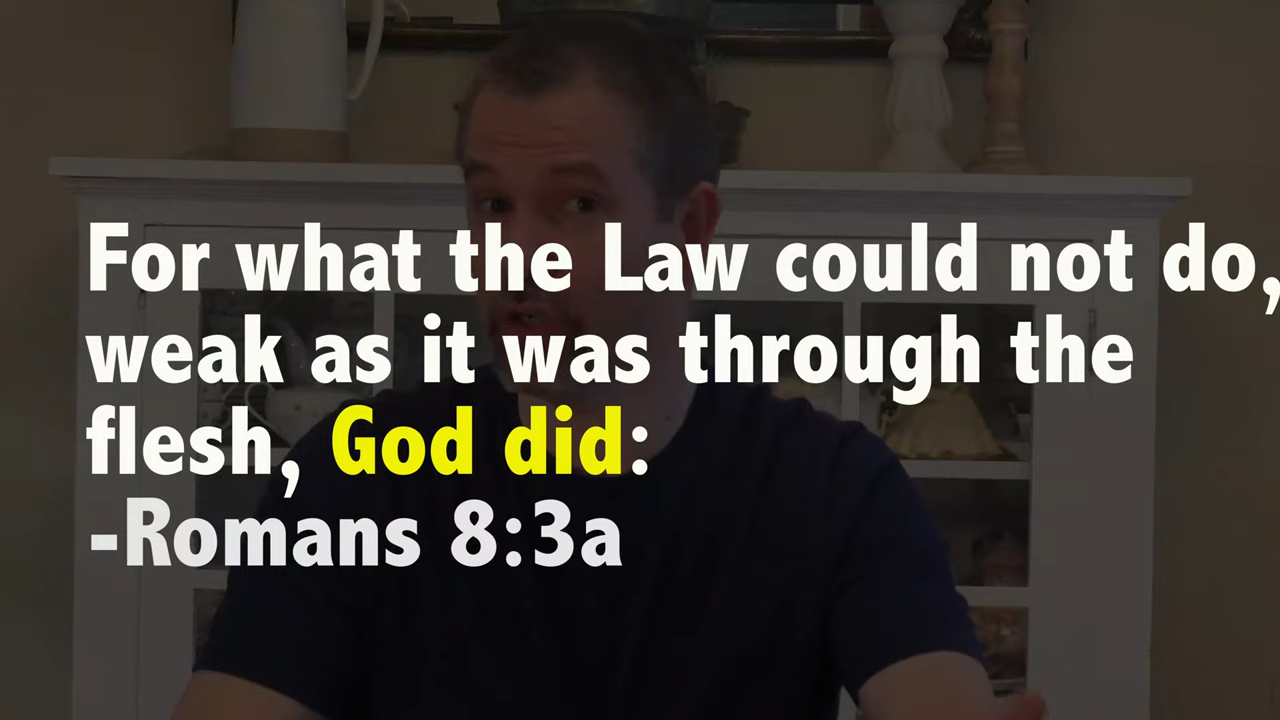 For what the Law could not do,
weak as it was through the
flesh, God did:
-Romans 8:3a